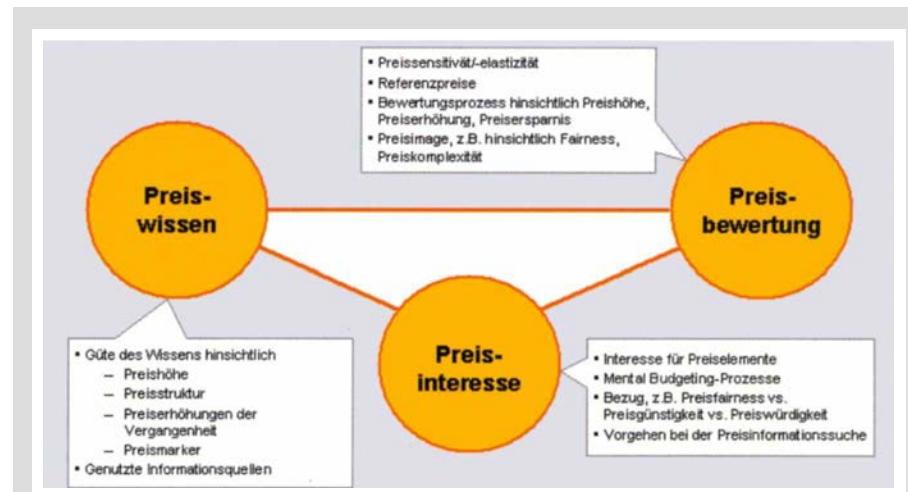 ▪ Preissensitivät/-elastizität
▪ Referenzpreise
▪ Bewertungsprozess hinsichtlich Preishöhe,
Preiserhöhung, Preisersparnis
▪ Preisimage, z.B. hinsichtlich Fairness,
Preiskomplexität
Preis-
wissen
Preis-
bewertung
Preis-
interesse
▪ Güte des Wissens hinsichtlich
– Preishöhe
– Preisstruktur
– Preiserhöhungen der
Vergangenheit
– Preismarker
▪ Genutzte Informationsquellen
▪ Interesse für Preiselemente
▪ Mental Budgeting-Prozesse
▪ Bezug, z.B. Preisfairness vs.
Preisgünstigkeit vs. Preiswürdigkeit
▪ Vorgehen bei der Preisinformationssuche